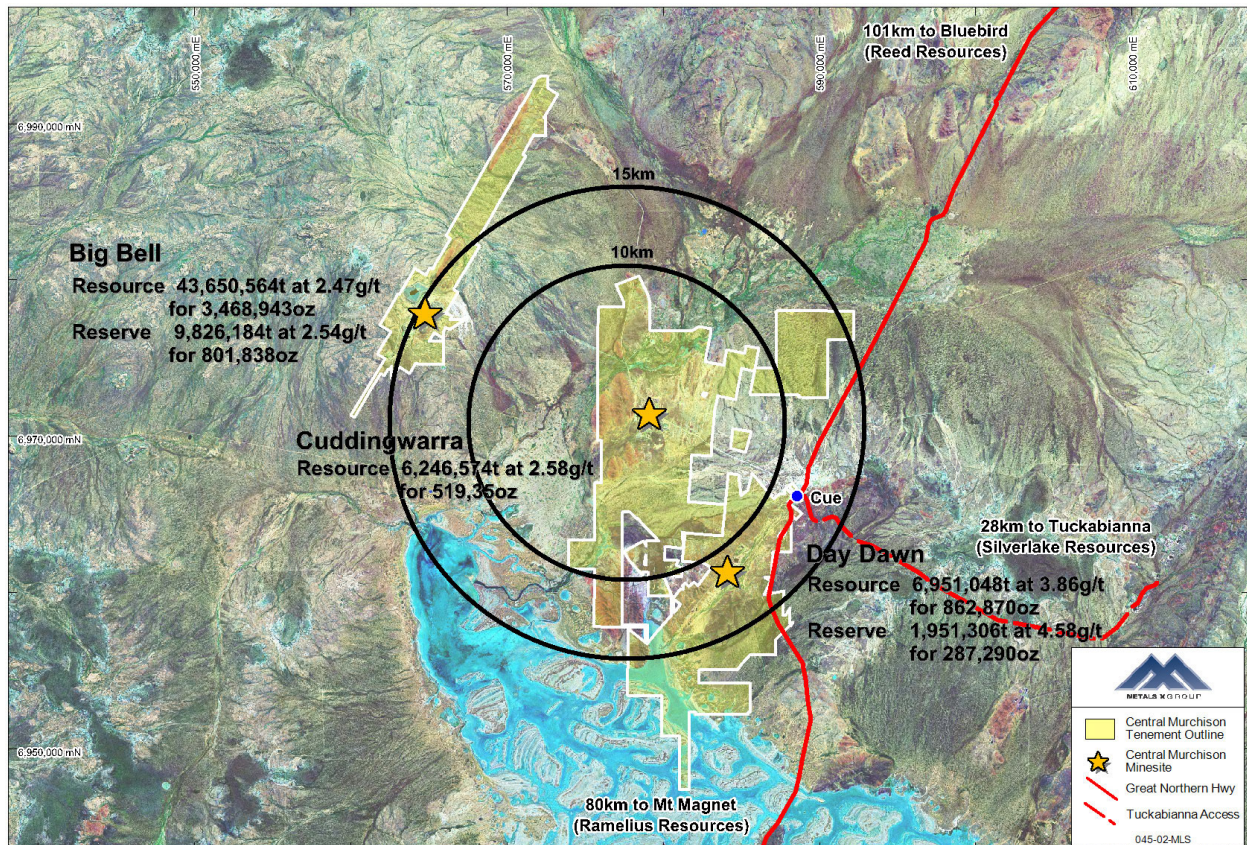 101km to Bluebird
(Reed Resources)
550,000 mE
570,000 mE
590,000 mE
610,000 mE
6,990,000 mN
15km
10km
Big Bell
Resource 43,650,564t at 2.47g/t
for 3,468,943oz
Reserve 9,826,184t at 2.54g/t
for 801,838oz
6,970,000 mN
Cuddingwarra
Resource 6,246,574t at 2.58g/t
for 519,35oz
Cue
28km to Tuckabianna
(Silverlake Resources)
Day Dawn
Resource 6,951,048t at 3.86g/t
for 862,870oz
Reserve 1,951,306t at 4.58g/t
for 287,290oz
6,950,000 mN
80km to Mt Magnet
(Ramelius Resources)
METALS X GROUP
Central Murchison
Tenement Outline
Central Murchison
Minesite
Great Northern Hwy
Tuckabianna Access
045-02-MLS